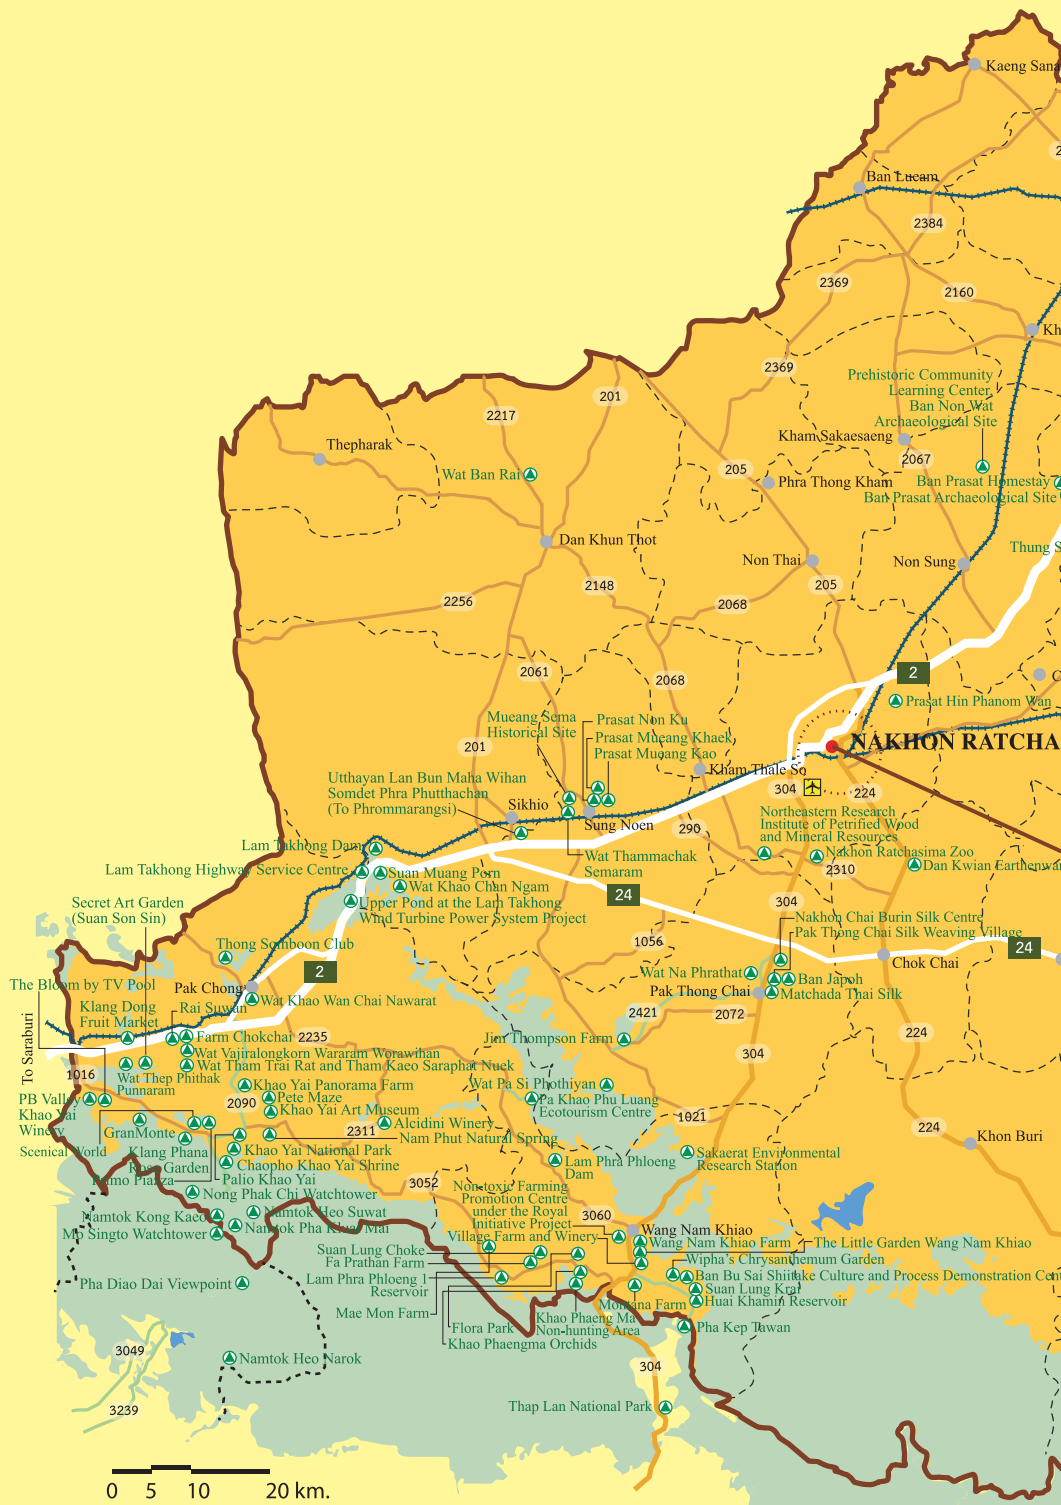 Kaeng Sana
2
Ban Lueam
2384
2369
2160
Kh
2369
Prehistoric Community
Learning Center,
Ban Non Wat
Archaeological Site
201
2217
Thepharak
Kham Sakaesaeng
2067
Wat Ban Rai
205
Phra Thong Kham
Ban Prasat Homestay
Ban Prasat Archaeological Site
Dan Khun Thot
Thung S
Non Thai
Non Sung
2148
205
2256
2068
2061
2068
2
C
Prasat Hin Phanom Wan
Mueang Sema
Historical Site
Prasat Non Ku
Prasat Mueang Khaek
Prasat Mueang Kao
201
NAKHON RATCHA
Kham Thale So
Utthayan Lan Bun Maha Wihan
Somdet Phra Phutthachan
(To Phrommarangsi)
304
224
Sikhio
Sung Noen
290
Northeastern Research
Institute of Petrified Wood
and Mineral Resources
Lam Takhong Dam
Nakhon Ratchasima Zoo
Wat Thammachak
Semaram
Dan Kwian Earthenwar
2310
Lam Takhong Highway Service Centre
Suan Muang Porn
Wat Khao Chan Ngam
24
304
Upper Pond at the Lam Takhong
Wind Turbine Power System Project
Secret Art Garden
(Suan Son Sin)
Nakhon Chai Burin Silk Centre
Pak Thong Chai Silk Weaving Village
Thong Somboon Club
1056
24
Chok Chai
2
Wat Na Phrathat
Ban Japoh
The Bloom by TV Pool
Pak Chong
Pak Thong Chai
Matchada Thai Silk
Wat Khao Wan Chai Nawarat
Klang Dong
Fruit Market
Rai Suwan
2421
2072
To Saraburi
Farm Chokchai
2235
Jim Thompson Farm
224
Wat Vajiralongkorn Wararam Worawihan
304
Wat Tham Trai Rat and Tham Kaeo Saraphat Nuek
1016
Wat Thep Phithak
Punnaram
Khao Yai Panorama Farm
Wat Pa Si Phothiyan
PB Valley
Khao Yai
Winery
2090
Pete Maze
Pa Khao Phu Luang
Ecotourism Centre
Khao Yai Art Museum
1021
Alcidini Winery
224
GranMonte
2311
Nam Phut Natural Spring
Khon Buri
Scenical World
Klang Phana
Rose Garden
Khao Yai National Park
Sakaerat Environmental
Research Station
Chaopho Khao Yai Shrine
Lam Phra Phloeng
Dam
Primo Piazza
Palio Khao Yai
3052
Non-toxic Farming
Promotion Centre
under the Royal
Initiative Project
Nong Phak Chi Watchtower
Namtok Kong Kaeo
Namtok Heo Suwat
3060
Namtok Pha Kluai Mai
Wang Nam Khiao
Mo Singto Watchtower
Village Farm and Winery
Wang Nam Khiao Farm
The Little Garden Wang Nam Khiao
Suan Lung Choke
Wipha's Chrysanthemum Garden
Fa Prathan Farm
Ban Bu Sai Shiitake Culture and Process Demonstration Cen
Pha Diao Dai Viewpoint
Lam Phra Phloeng 1
Reservoir
Suan Lung Krai
Huai Khamin Reservoir
Montana Farm
Mae Mon Farm
Khao Phaeng Ma
Non-hunting Area
Flora Park
Pha Kep Tawan
Khao Phaengma Orchids
3049
Namtok Heo Narok
304
3239
Thap Lan National Park
0 5 10 20 km.